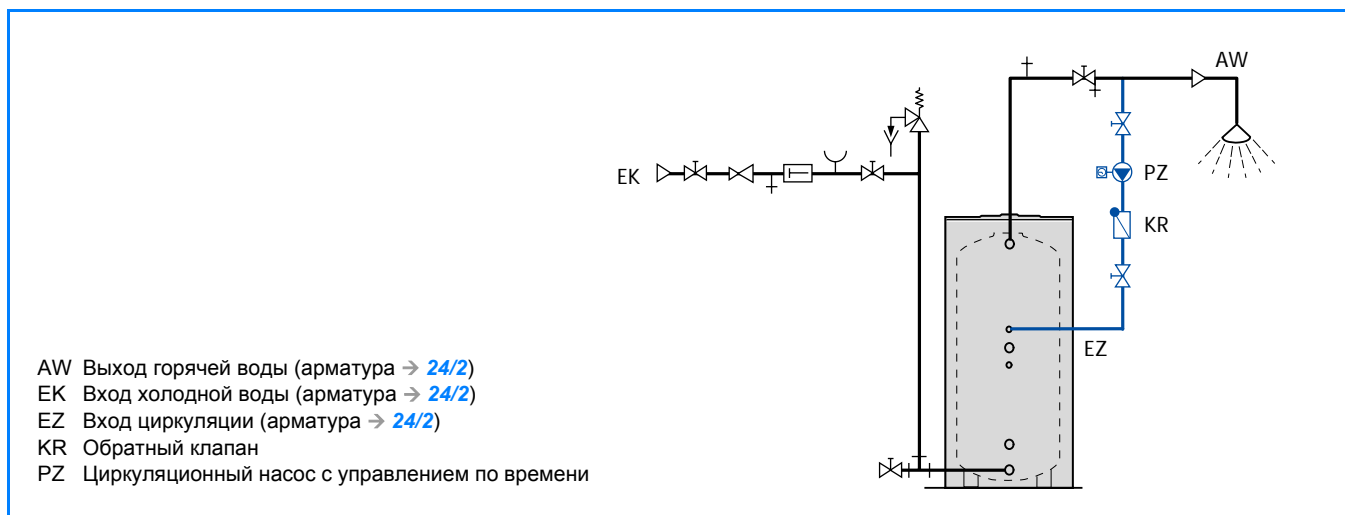 AW
EK
PZ
KR
EZ
AW Выход горячей воды (арматура → 24/2)
EK Вход холодной воды (арматура → 24/2)
EZ Вход циркуляции (арматура → 24/2)
KR Обратный клапан
PZ Циркуляционный насос с управлением по времени